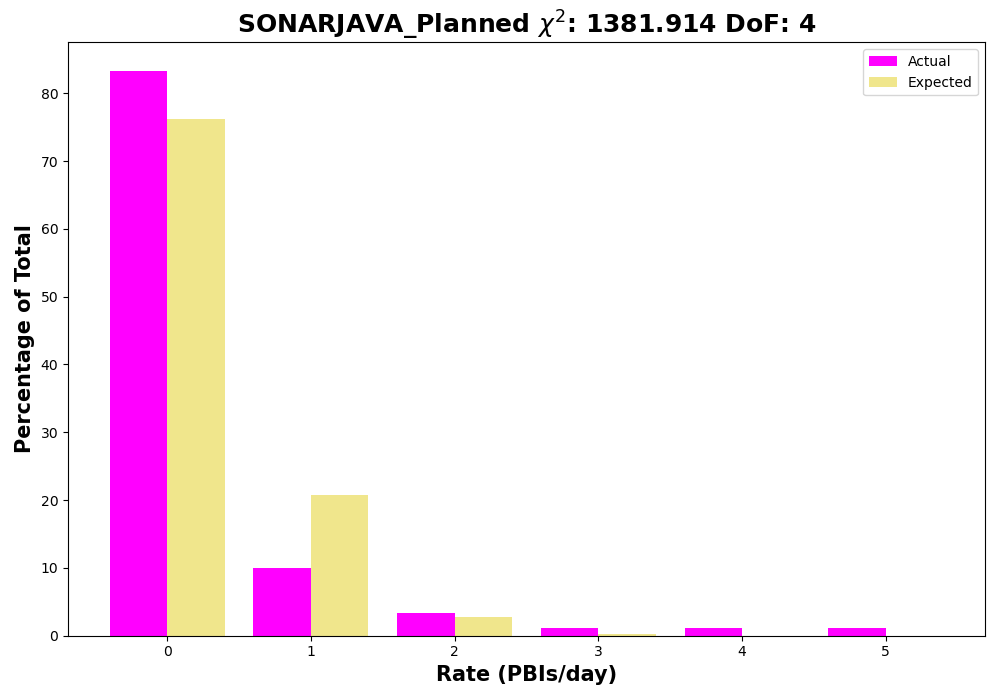 SONARJAVA_Planned χ²: 1381.914 DoF: 4
Actual
Expected
Percentage of Total
80
70
60
50
40
30
20
10
0
0 1 2 3 4 5
Rate (PBIs/day)